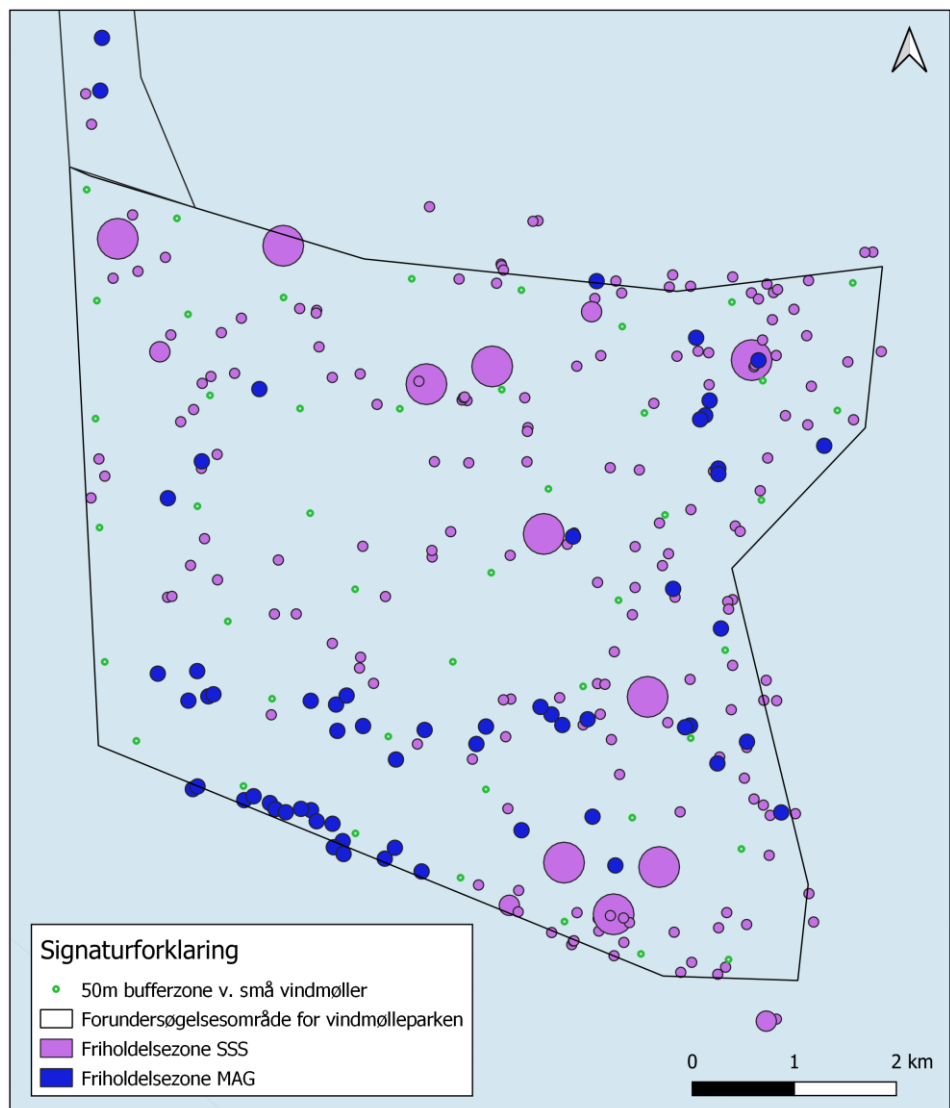 Signaturforklaring
50m bufferzone v. små vindmøller
Forundersøgelsesområde for vindmølleparken
Friholdelsezone SSS
Friholdelsezone MAG
0 1 2 km